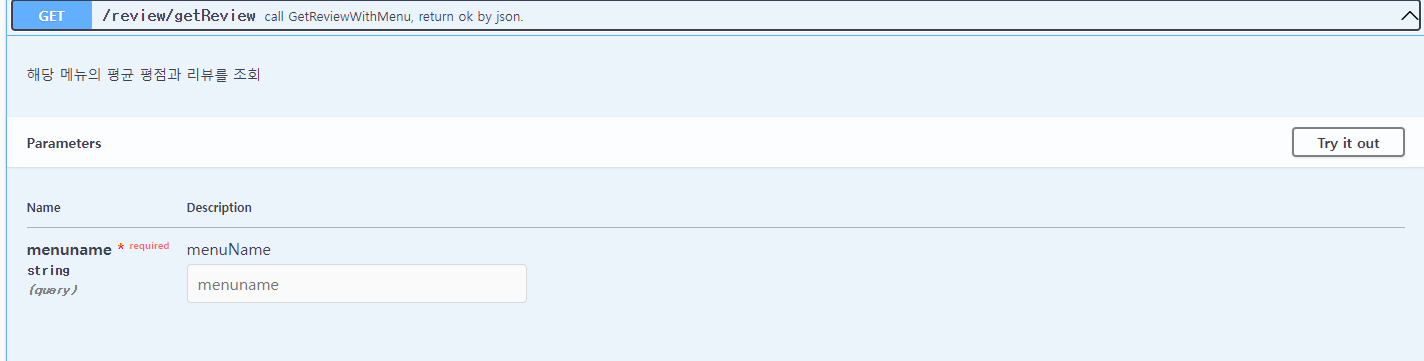 GET /review/getReview call GetReviewWithMenu, return ok by json.
해당 메뉴의 평균 평점과 리뷰를 조회
Parameters Try it out
Name Description
menuname * required menuName
string
(query) menuname